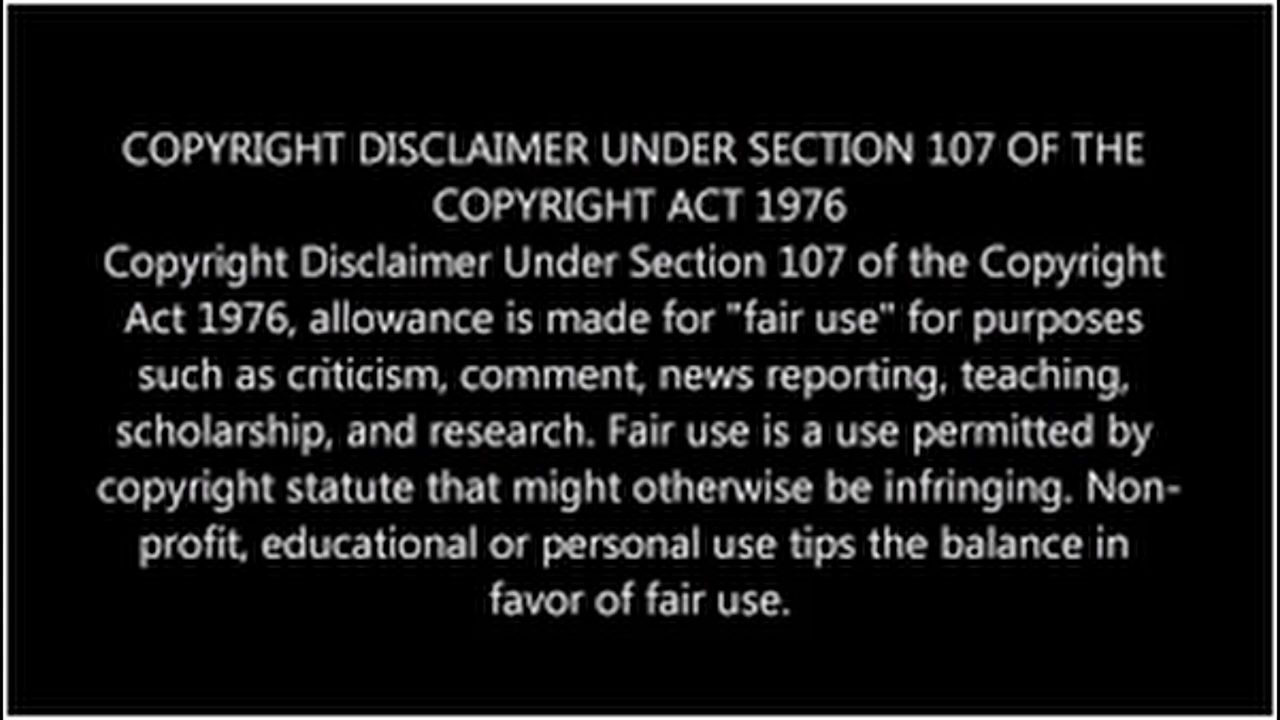 COPYRIGHT DISCLAIMER UNDER SECTION 107 OF THE
COPYRIGHT ACT 1976
Copyright Disclaimer Under Section 107 of the Copyright
Act 1976, allowance is made for "fair use" for purposes
such as criticism, comment, news reporting, teaching,
scholarship, and research. Fair use is a use permitted by
copyright statute that might otherwise be infringing. Non-
profit, educational or personal use tips the balance in
favor of fair use.